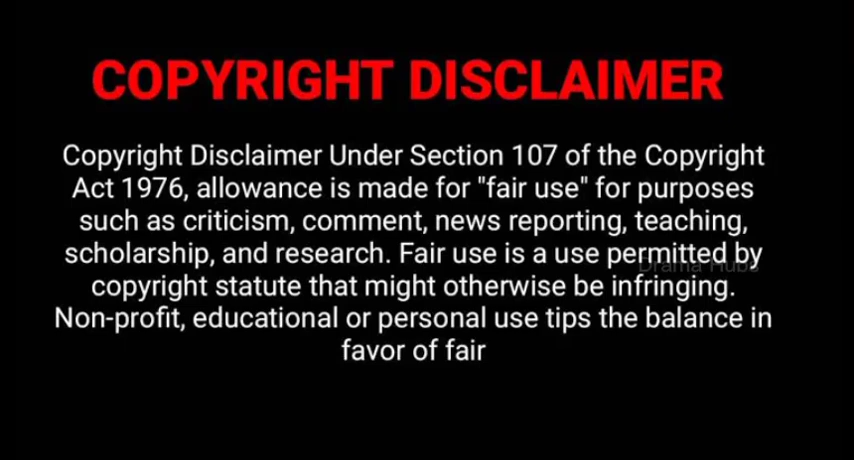 COPYRIGHT DISCLAIMER
Copyright Disclaimer Under Section 107 of the Copyright
Act 1976, allowance is made for "fair use" for purposes
such as criticism, comment, news reporting, teaching,
scholarship, and research. Fair use is a use permitted by
Drama Hubs
copyright statute that might otherwise be infringing.
Non-profit, educational or personal use tips the balance in
favor of fair